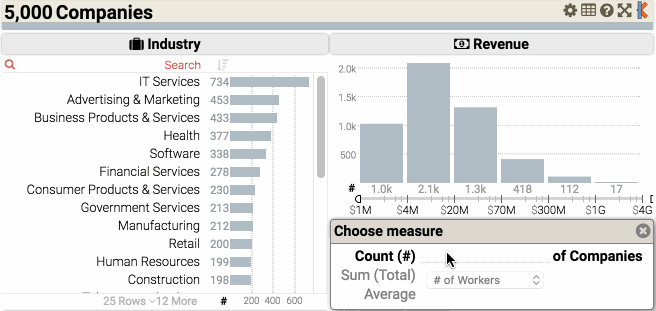 5,000 Companies
Industry
Search
IT Services 734
Advertising & Marketing 453
Business Products & Services 433
Health 377
Software 338
Financial Services 278
Consumer Products & Services 230
Government Services 213
Manufacturing 212
Retail 200
Human Resources 199
Construction 198
25 Rows 12 More # 200 400 600
Revenue
2.0k
1.5k
1.0k
500
# 1.0k 2.1k 1.3k 418 112 17
$1M $4M $20M $70M $300M $1G $4G
Choose measure
Count (#) of Companies
Sum (Total) # of Workers
Average